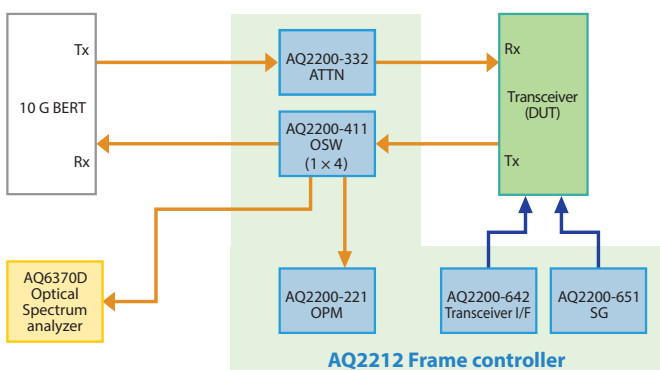 Tx
10 G BERT
Rx
AQ2200-332
ATTN
AQ2200-411
OSW
(1 × 4)
Rx
Transceiver
(DUT)
Tx
AQ6370D
Optical
Spectrum
analyzer
AQ2200-221
OPM
AQ2200-642
Transceiver I/F
AQ2200-651
SG
AQ2212 Frame controller